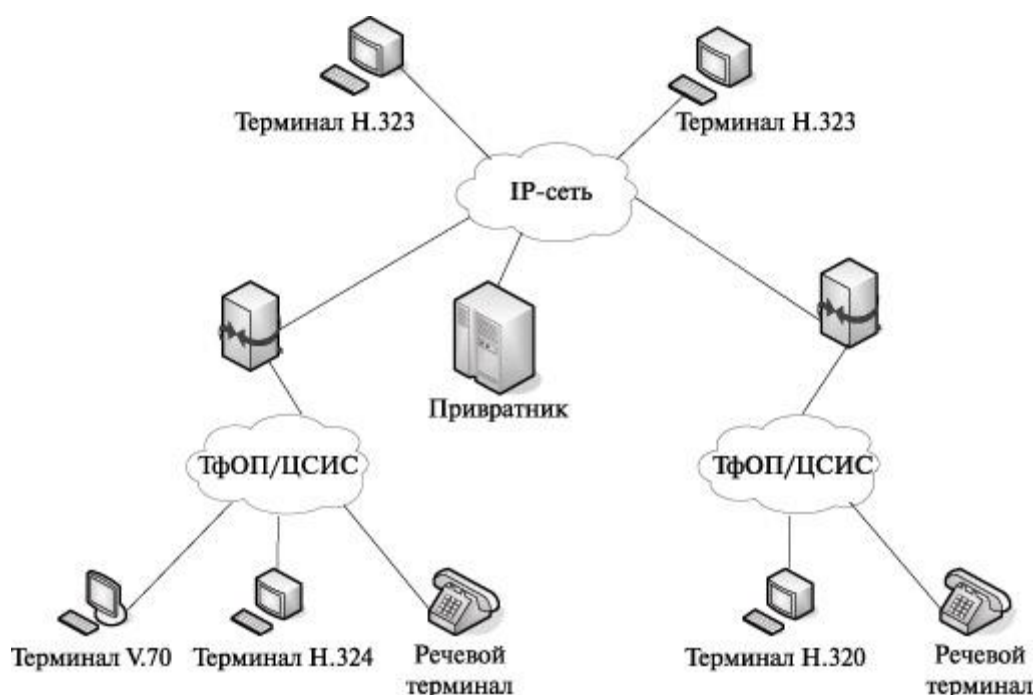 Терминал Н.323
Терминал Н.323
IP-сеть
Привратник
ТфОП/ЦСИС
ТфОП/ЦСИС
Терминал V.70
Терминал Н.324
Речевой
терминал
Терминал Н.320
Речевой
терминал